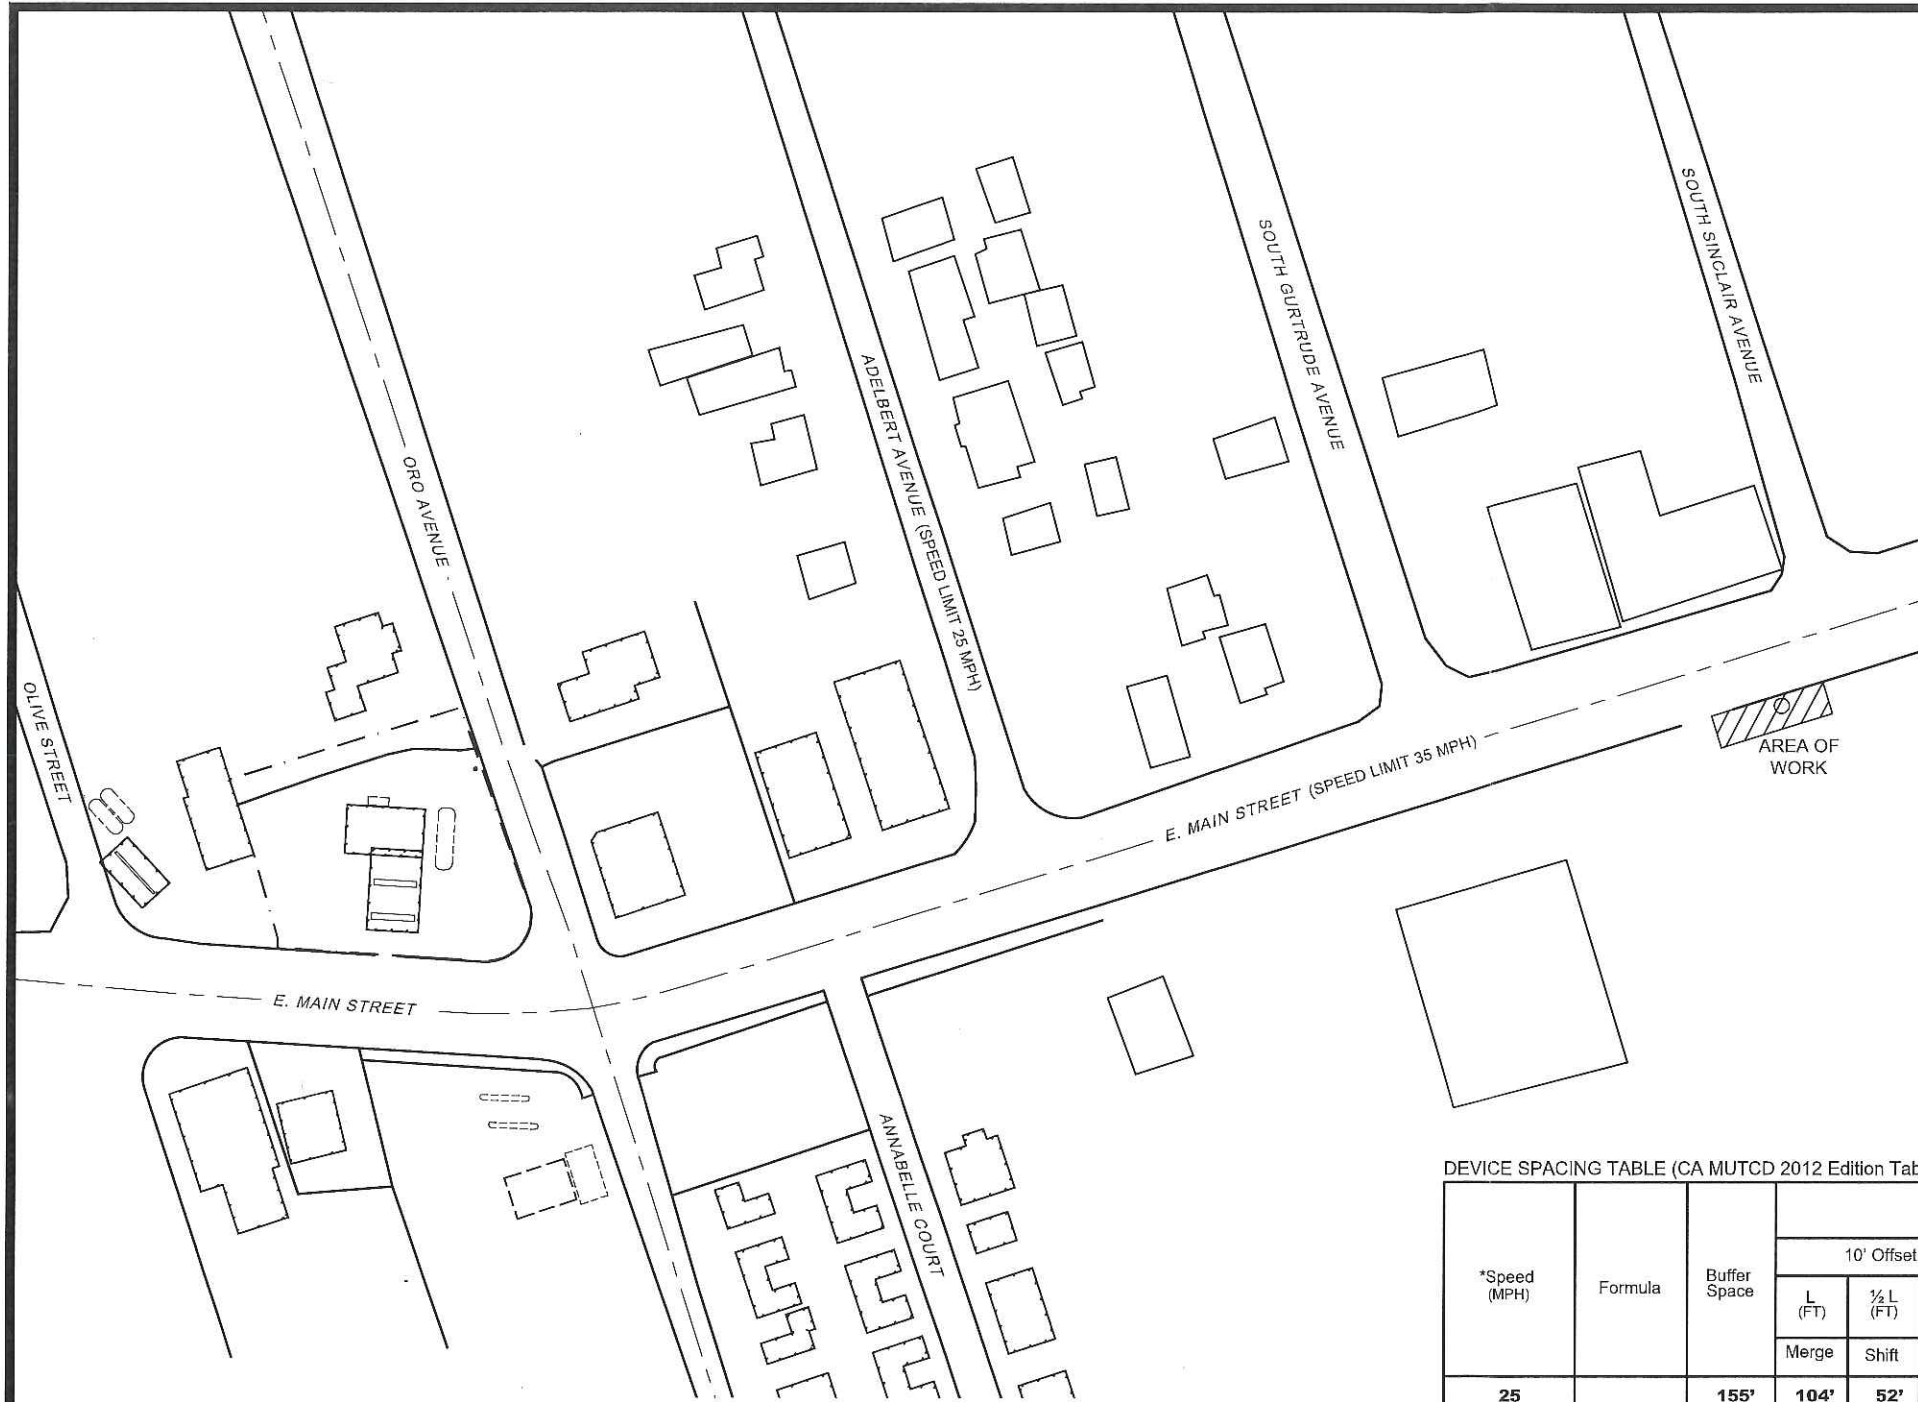 SOUTH SINCLAIR AVENUE
SOUTH GURTRUDE AVENUE
ADELBERT AVENUE (SPEED LIMIT 25 MPH)
ORO AVENUE
OLIVE STREET
E. MAIN STREET (SPEED LIMIT 35 MPH)
AREA OF
WORK
E. MAIN STREET
ANNABELLE COURT
DEVICE SPACING TABLE (CA MUTCD 2012 Edition Tab
*Speed
(MPH)
Formula
Buffer
Space
10' Offset
L
(FT)
½ L
(FT)
Merge
Shift
25
155'
104'
52'